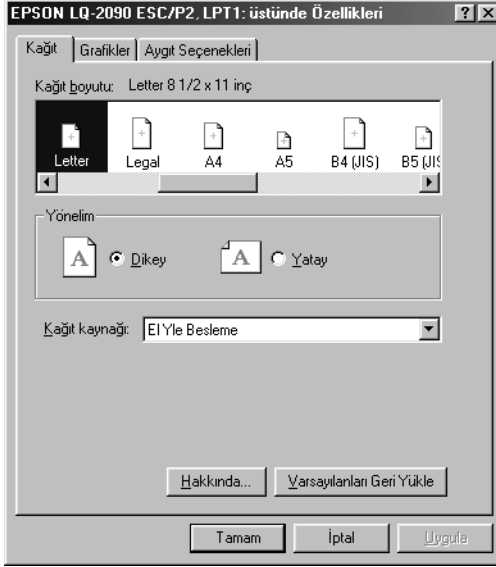 EPSON LQ-2090 ESC/P2, LPT1: üstünde Özellikleri
Kağıt Grafikler Aygıt Seçenekleri
Kağıt boyutu: Letter 8 1/2 x 11 inç
Letter Legal A4 A5 B4 (JIS) B5 (JIS
Yönelim
A Dikey A Yatay
Kağıt kaynağı: El Yle Besleme
Hakkında... Varsayılanları Geri Yükle
Tamam İptal Uygula